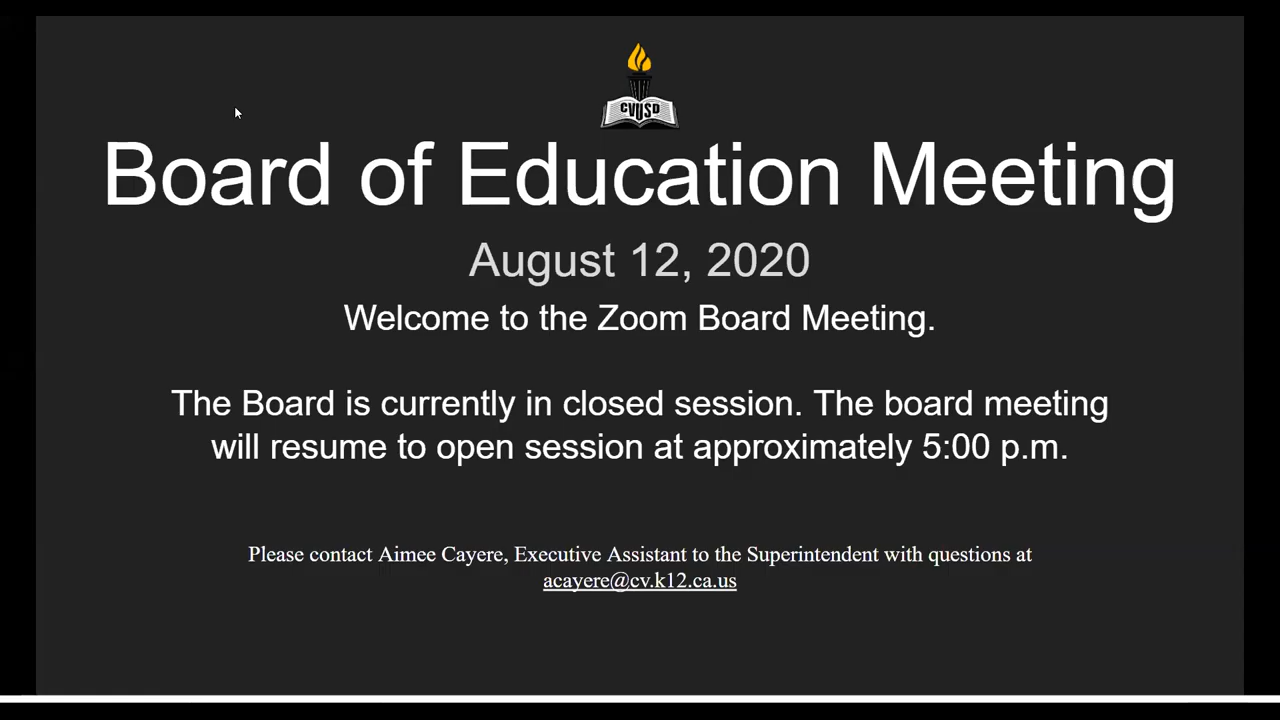 CVUSD
Board of Education Meeting
August 12, 2020
Welcome to the Zoom Board Meeting.
The Board is currently in closed session. The board meeting
will resume to open session at approximately 5:00 p.m.
Please contact Aimee Cayere, Executive Assistant to the Superintendent with questions at
acayere@cv.k12.ca.us